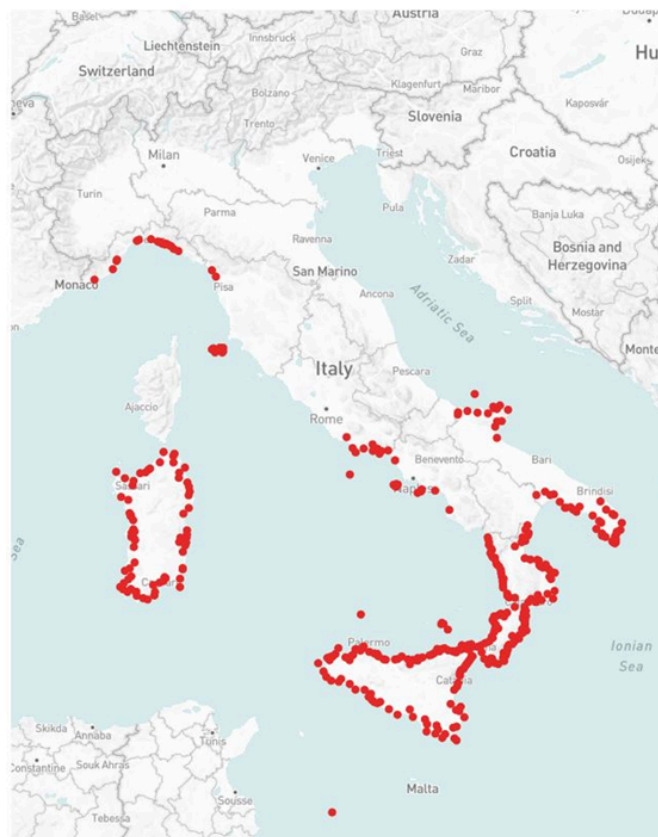 Austria
Basel
Innsbruck
Liechtenstein
Graz
Switzerland
Klagenfurt
Maribor
Hu
Bolzano
Slovenia
Kaposvár
Trento
Croatia
Milan
Venice
Osijek
Turin
Parma
Pula
Banja Luka
Ravenna
Bosnia and
Herzegovina
Monaco
San Marino
Zadar
Pisa
Ancona
Split
Mostar
Adriatic Sea
Monte
Italy
Pescara
Ajaccio
Rome
Benevento
Bari
Brindisi
Sea
Ionian
Sea
Palermo
Skikda
Annaba
Tunis
Constantine
Souk Ahras
Malta
Sousse
Tebessa